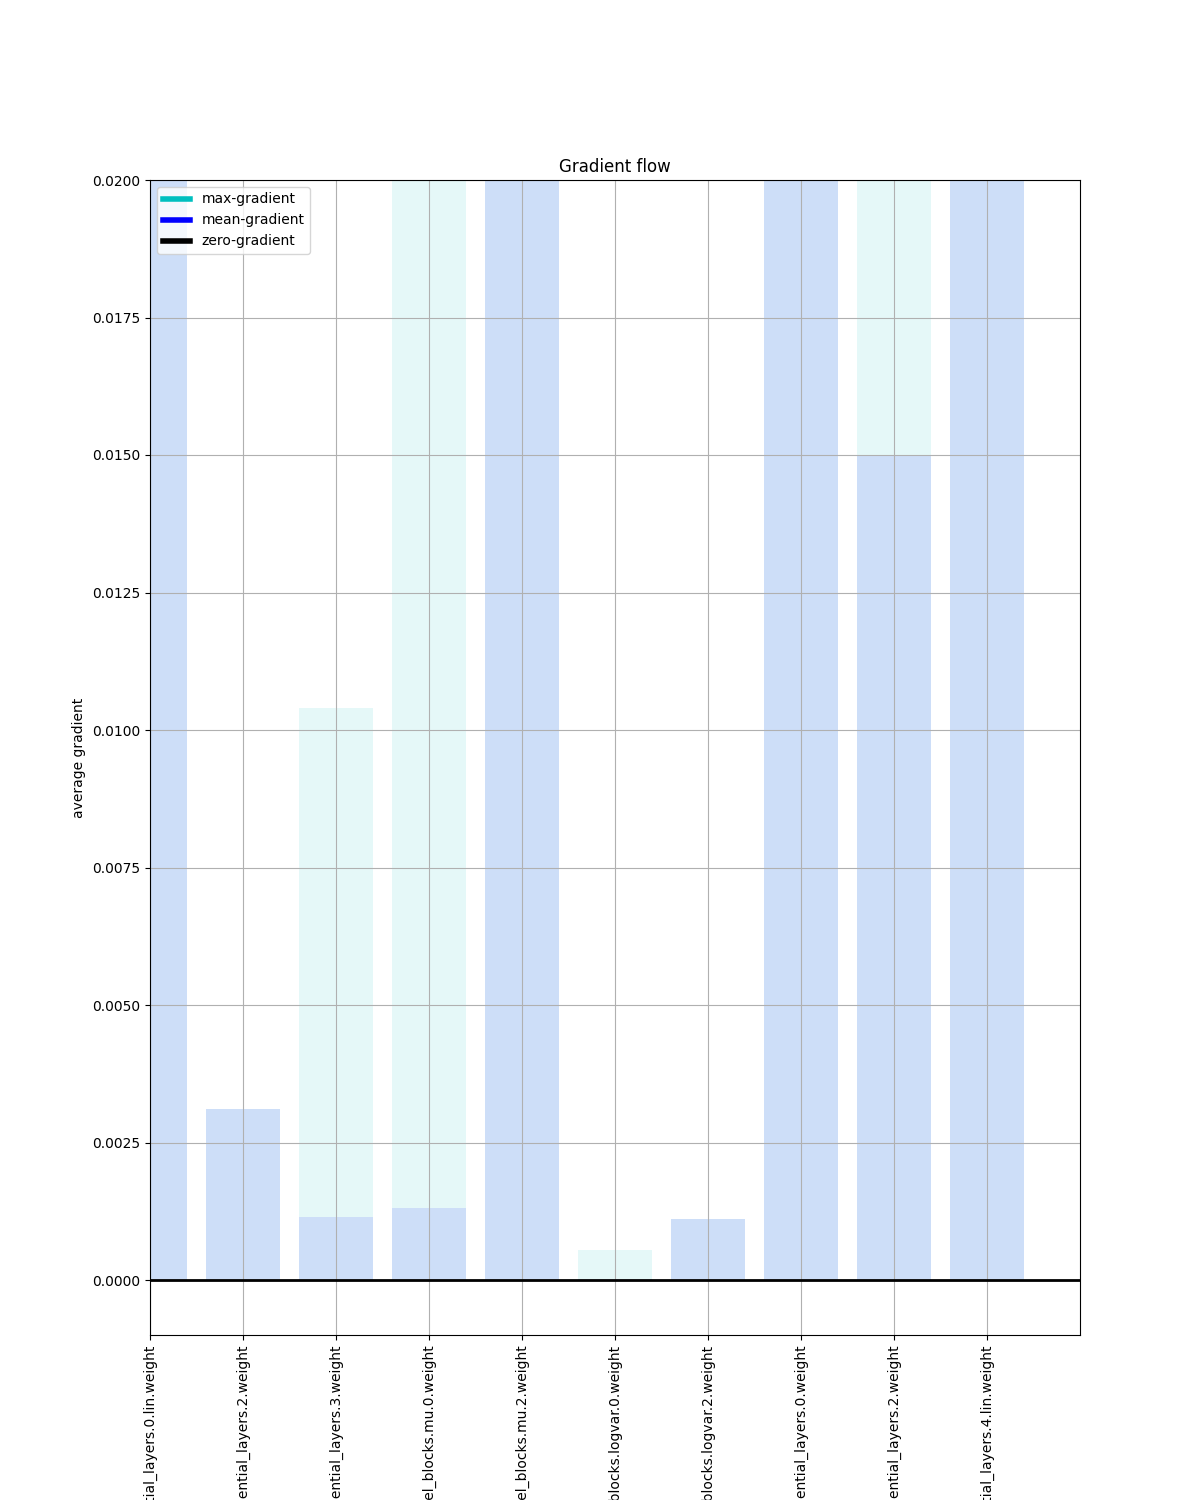 Gradient flow
max-gradient
mean-gradient
zero-gradient
0.0200
0.0175
0.0150
0.0125
0.0100
0.0075
0.0050
0.0025
0.0000
average gradient
tial_layers.0.lin.weight
ential_layers.2.weight
ential_layers.3.weight
el_blocks.mu.0.weight
el_blocks.mu.2.weight
blocks.logvar.0.weight
blocks.logvar.2.weight
ential_layers.0.weight
ential_layers.2.weight
tial_layers.4.lin.weight